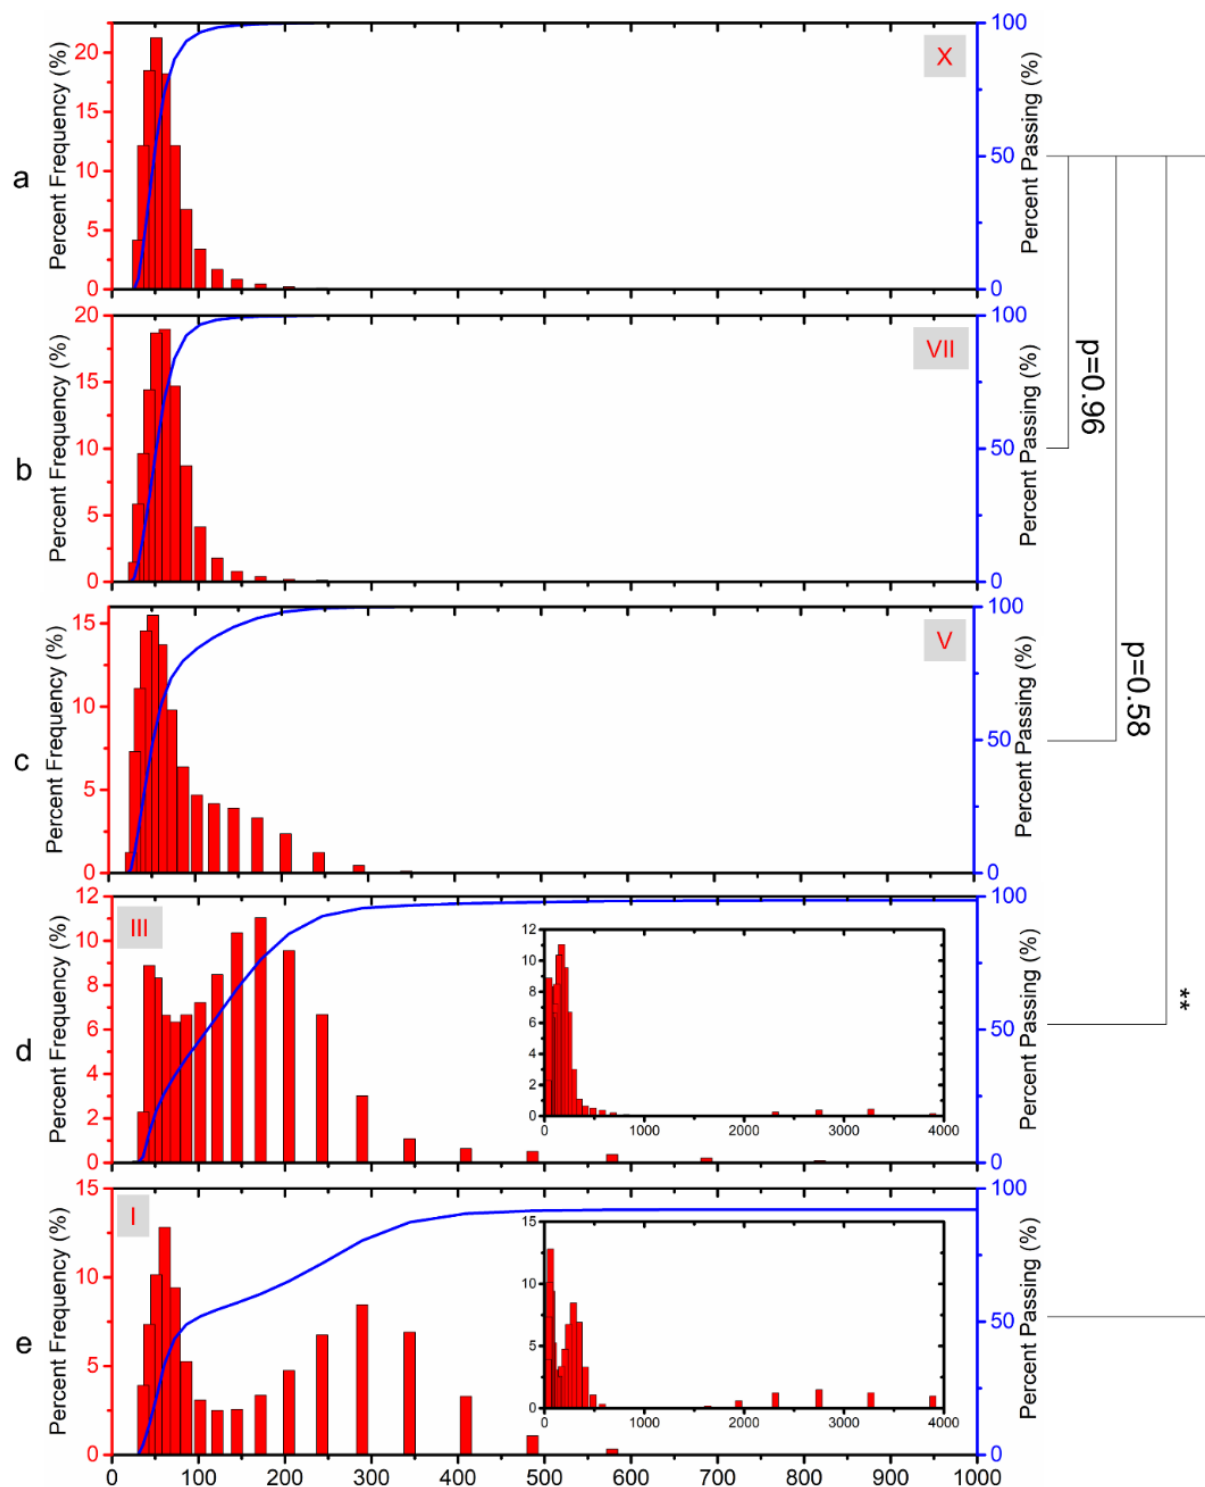 a
Percent Frequency (%)
20
15
10
5
0
X
100
50
0
Percent Passing (%)
b
Percent Frequency (%)
20
15
10
5
0
VII
100
50
0
Percent Passing (%)
p=0.96
c
Percent Frequency (%)
15
10
5
0
V
100
50
0
Percent Passing (%)
p=0.58
d
Percent Frequency (%)
12
10
8
6
4
2
0
III
12
10
8
6
4
2
0
0 1000 2000 3000 4000
100
50
0
Percent Passing (%)
**
e
Percent Frequency (%)
15
10
5
0
I
15
10
5
0
0 1000 2000 3000 4000
100
50
0
Percent Passing (%)
0 100 200 300 400 500 600 700 800 900 1000